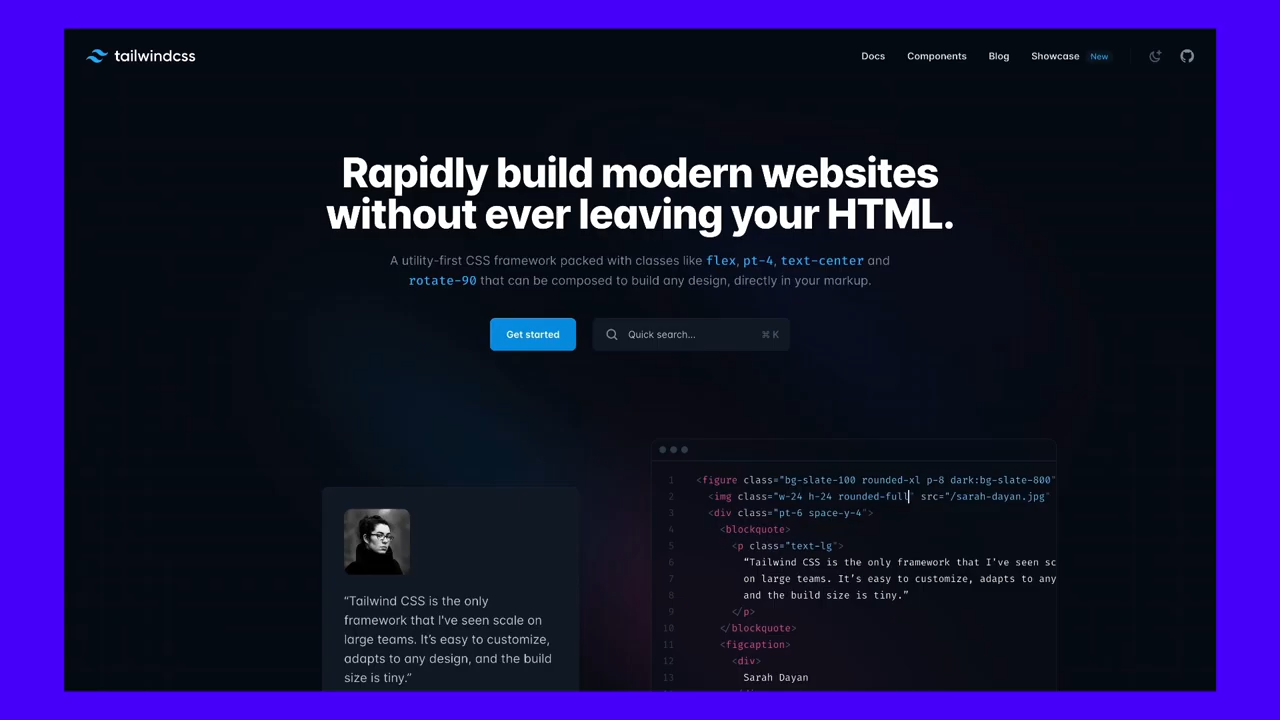 tailwindcss
Docs Components Blog Showcase New
Rapidly build modern websites
without ever leaving your HTML.
A utility-first CSS framework packed with classes like flex, pt-4, text-center and
rotate-90 that can be composed to build any design, directly in your markup.
Get started
Quick search... ⌘ K
“Tailwind CSS is the only
framework that I’ve seen scale on
large teams. It’s easy to customize,
adapts to any design, and the build
size is tiny.”
1 <figure class="bg-slate-100 rounded-xl p-8 dark:bg-slate-800"
2 <img class="w-24 h-24 rounded-full" src="/sarah-dayan.jpg"
3 <div class="pt-6 space-y-4">
4 <blockquote>
5 <p class="text-lg">
6 “Tailwind CSS is the only framework that I’ve seen sc
7 on large teams. It’s easy to customize, adapts to any
8 and the build size is tiny.”
9 </p>
10 </blockquote>
11 <figcaption>
12 <div>
13 Sarah Dayan